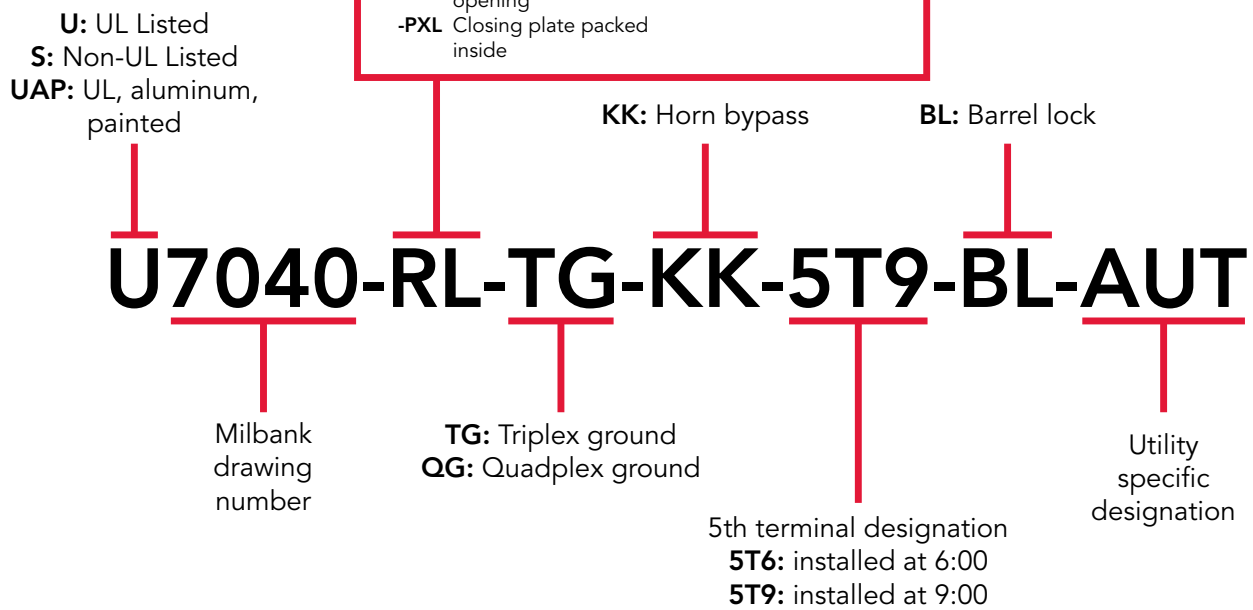 opening
-PXL Closing plate packed
inside
U: UL Listed
S: Non-UL Listed
UAP: UL, aluminum,
painted
KK: Horn bypass
BL: Barrel lock
U7040-RL-TG-KK-5T9-BL-AUT
Milbank
drawing
number
TG: Triplex ground
QG: Quadplex ground
5th terminal designation
5T6: installed at 6:00
5T9: installed at 9:00
Utility
specific
designation